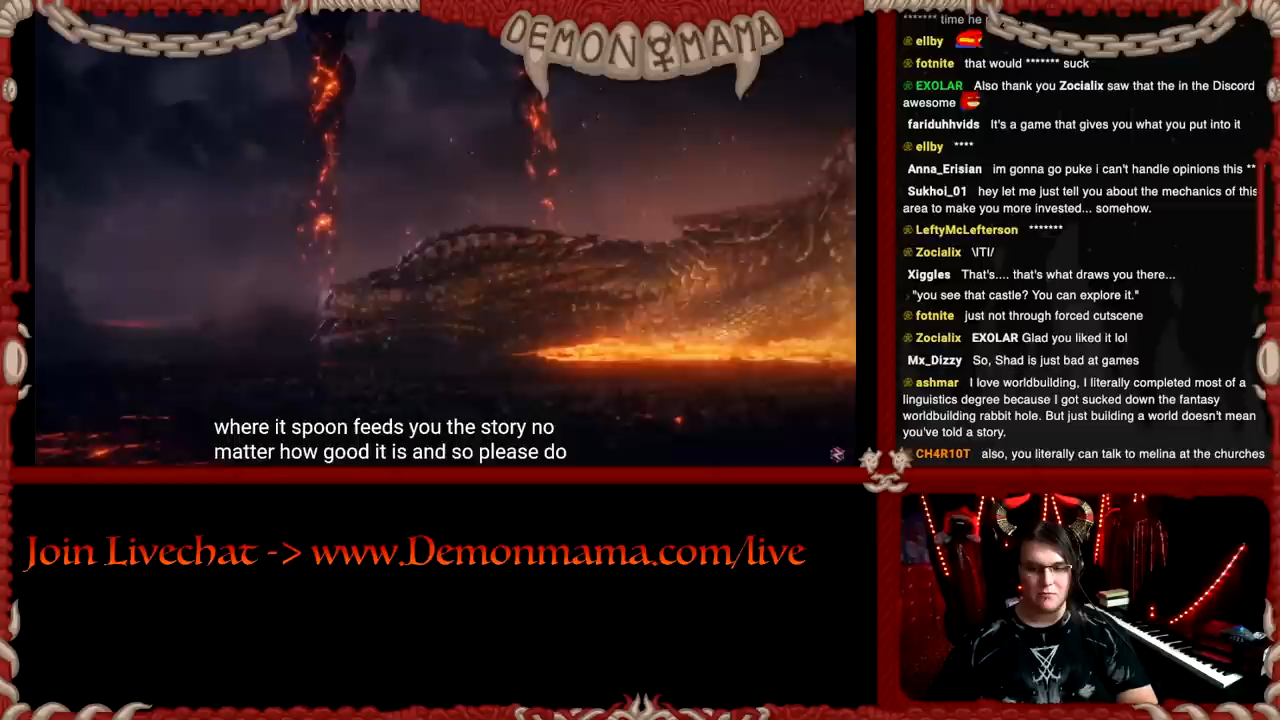 DEMON MAMA
******* time he
ellby
fotnite that would ******* suck
EXOLAR Also thank you Zocialix saw that the in the Discord
awesome
fariduhhvids It's a game that gives you what you put into it
ellby ****
Anna_Erisian im gonna go puke i can't handle opinions this **
Sukhoi_01 hey let me just tell you about the mechanics of this
area to make you more invested... somehow.
LeftyMcLefterson *******
Zocialix \ITI/
Xiggles That's.... that's what draws you there...
"you see that castle? You can explore it."
fotnite just not through forced cutscene
Zocialix EXOLAR Glad you liked it lol
Mx_Dizzy So, Shad is just bad at games
ashmar I love worldbuilding, I literally completed most of a
linguistics degree because I got sucked down the fantasy
worldbuilding rabbit hole. But just building a world doesn't mean
you've told a story.
CH4R10T also, you literally can talk to melina at the churches
where it spoon feeds you the story no
matter how good it is and so please do
Join Livechat -> www.Demonmama.com/live